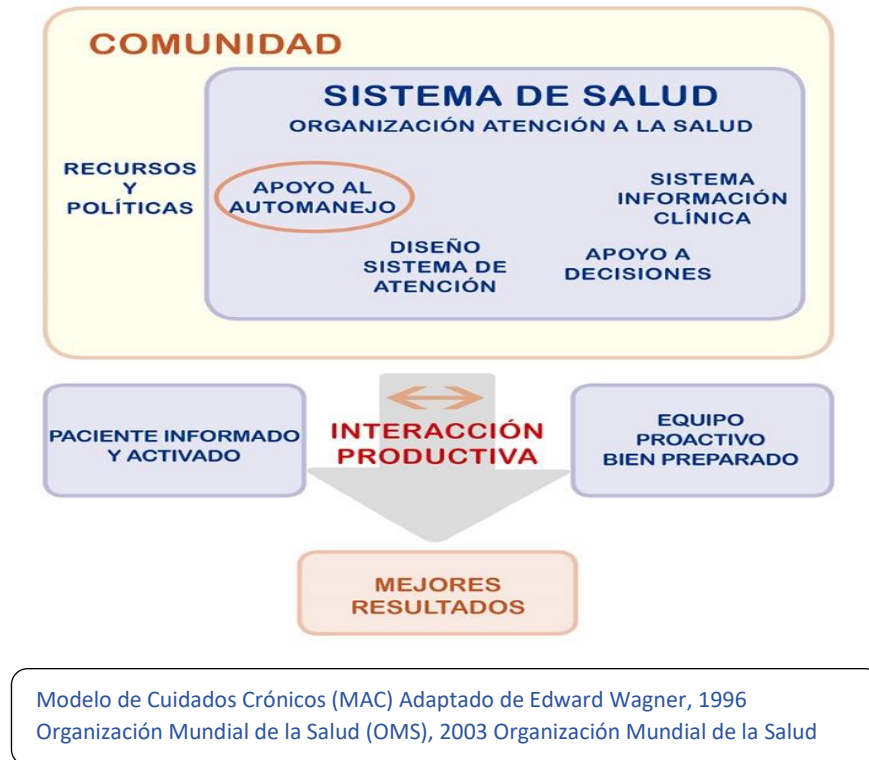 COMUNIDAD
SISTEMA DE SALUD
ORGANIZACIÓN ATENCIÓN A LA SALUD
RECURSOS
Y
POLÍTICAS
APOYO AL
AUTOMANEJO
SISTEMA
INFORMACIÓN
CLÍNICA
DISEÑO
SISTEMA DE
ATENCIÓN
APOYO A
DECISIONES
PACIENTE INFORMADO
Y ACTIVADO
INTERACCIÓN
PRODUCTIVA
EQUIPO
PROACTIVO
BIEN PREPARADO
MEJORES
RESULTADOS
Modelo de Cuidados Crónicos (MAC) Adaptado de Edward Wagner, 1996
Organización Mundial de la Salud (OMS), 2003 Organización Mundial de la Salud